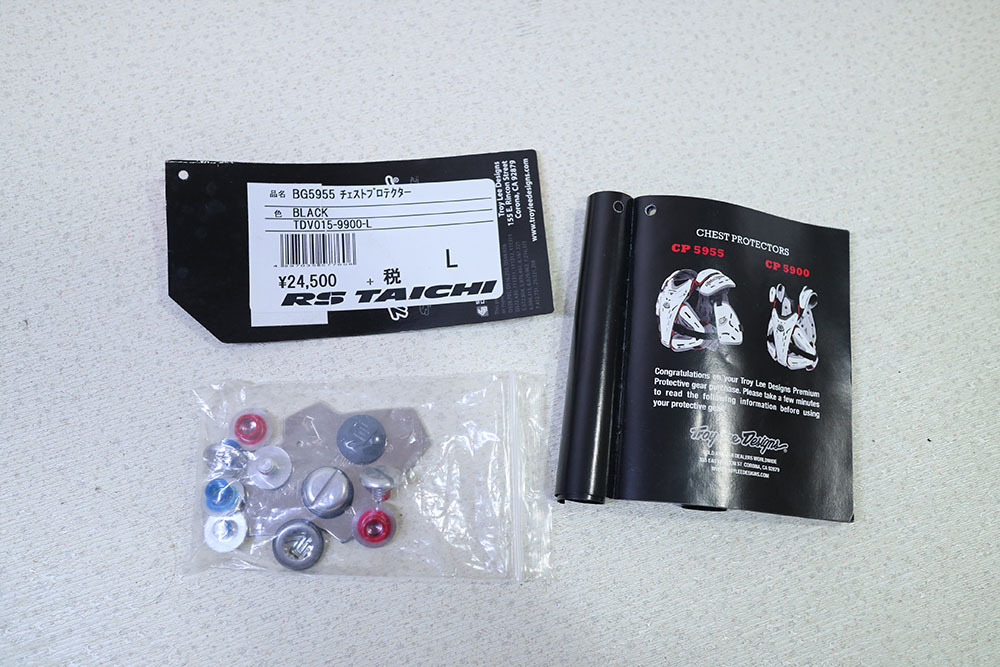 品名 BG5955 チェストプロテクター
色 BLACK
TDV015-9900-L
¥24,500 + 税 L
RS TAICHI
Troy Lee Designs
155 E. Rincon Street
Corona, CA 92879
www.troyleedesigns.com
CHEST PROTECTORS
CP 5955
CP 5900
Congratulations on your Troy Lee Designs Premium
Protective gear purchase. Please take a few minutes
to read the following information before using
your protective gear
Troy Lee Designs
CORONA, CA 92879